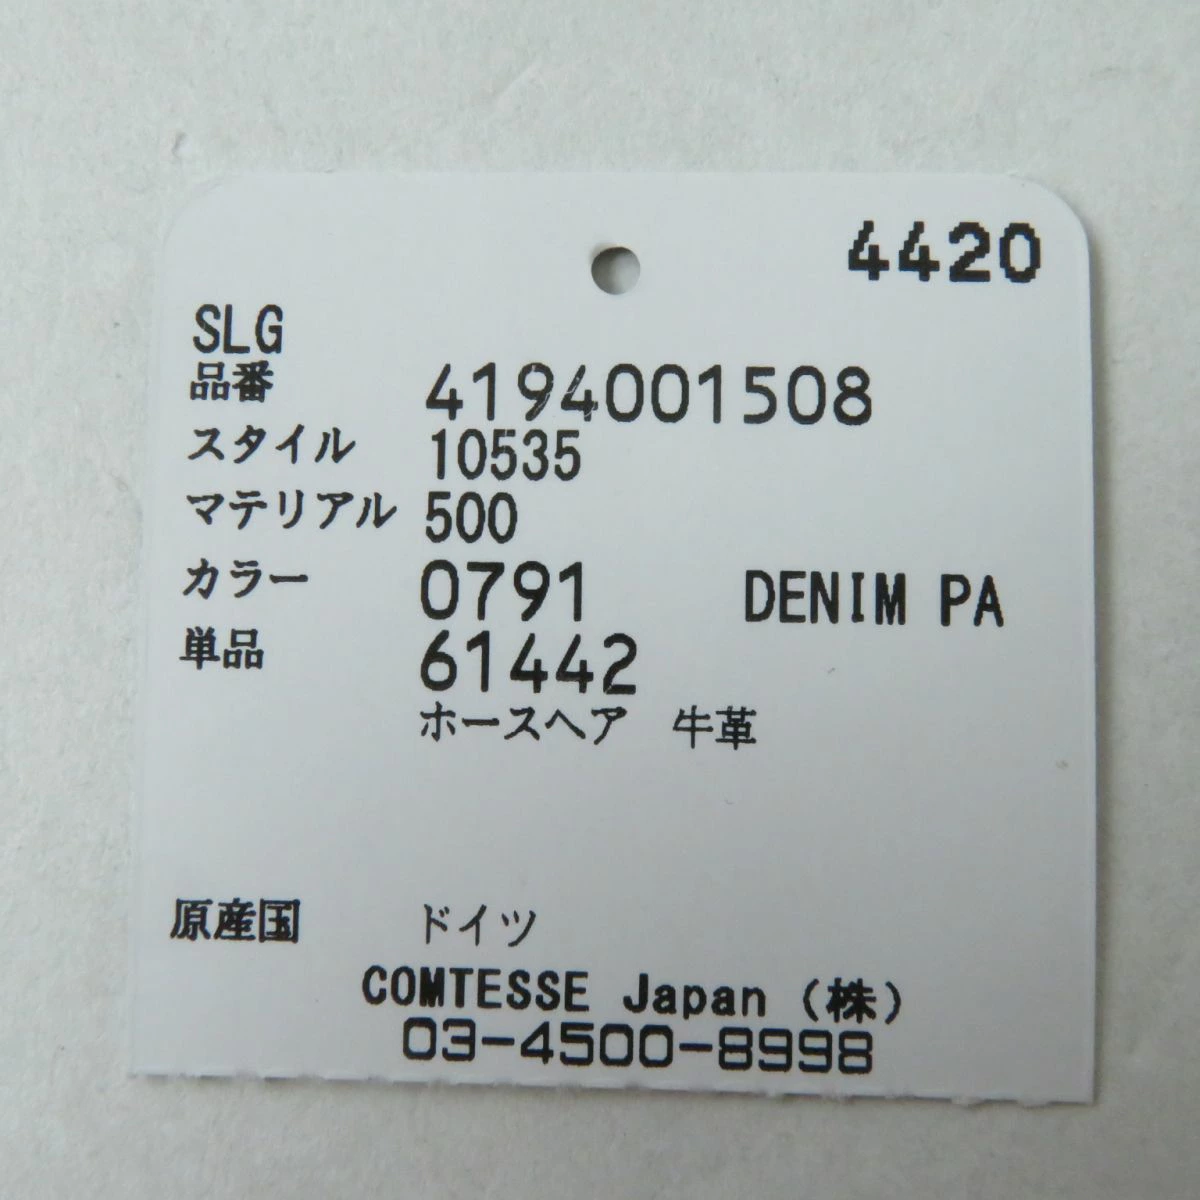 4420
SLG
品番 4194001508
スタイル 10535
マテリアル 500
カラー 0791 DENIM PA
単品 61442
ホースヘア 牛革
原産国 ドイツ
COMTESSE Japan (株)
03-4500-8998